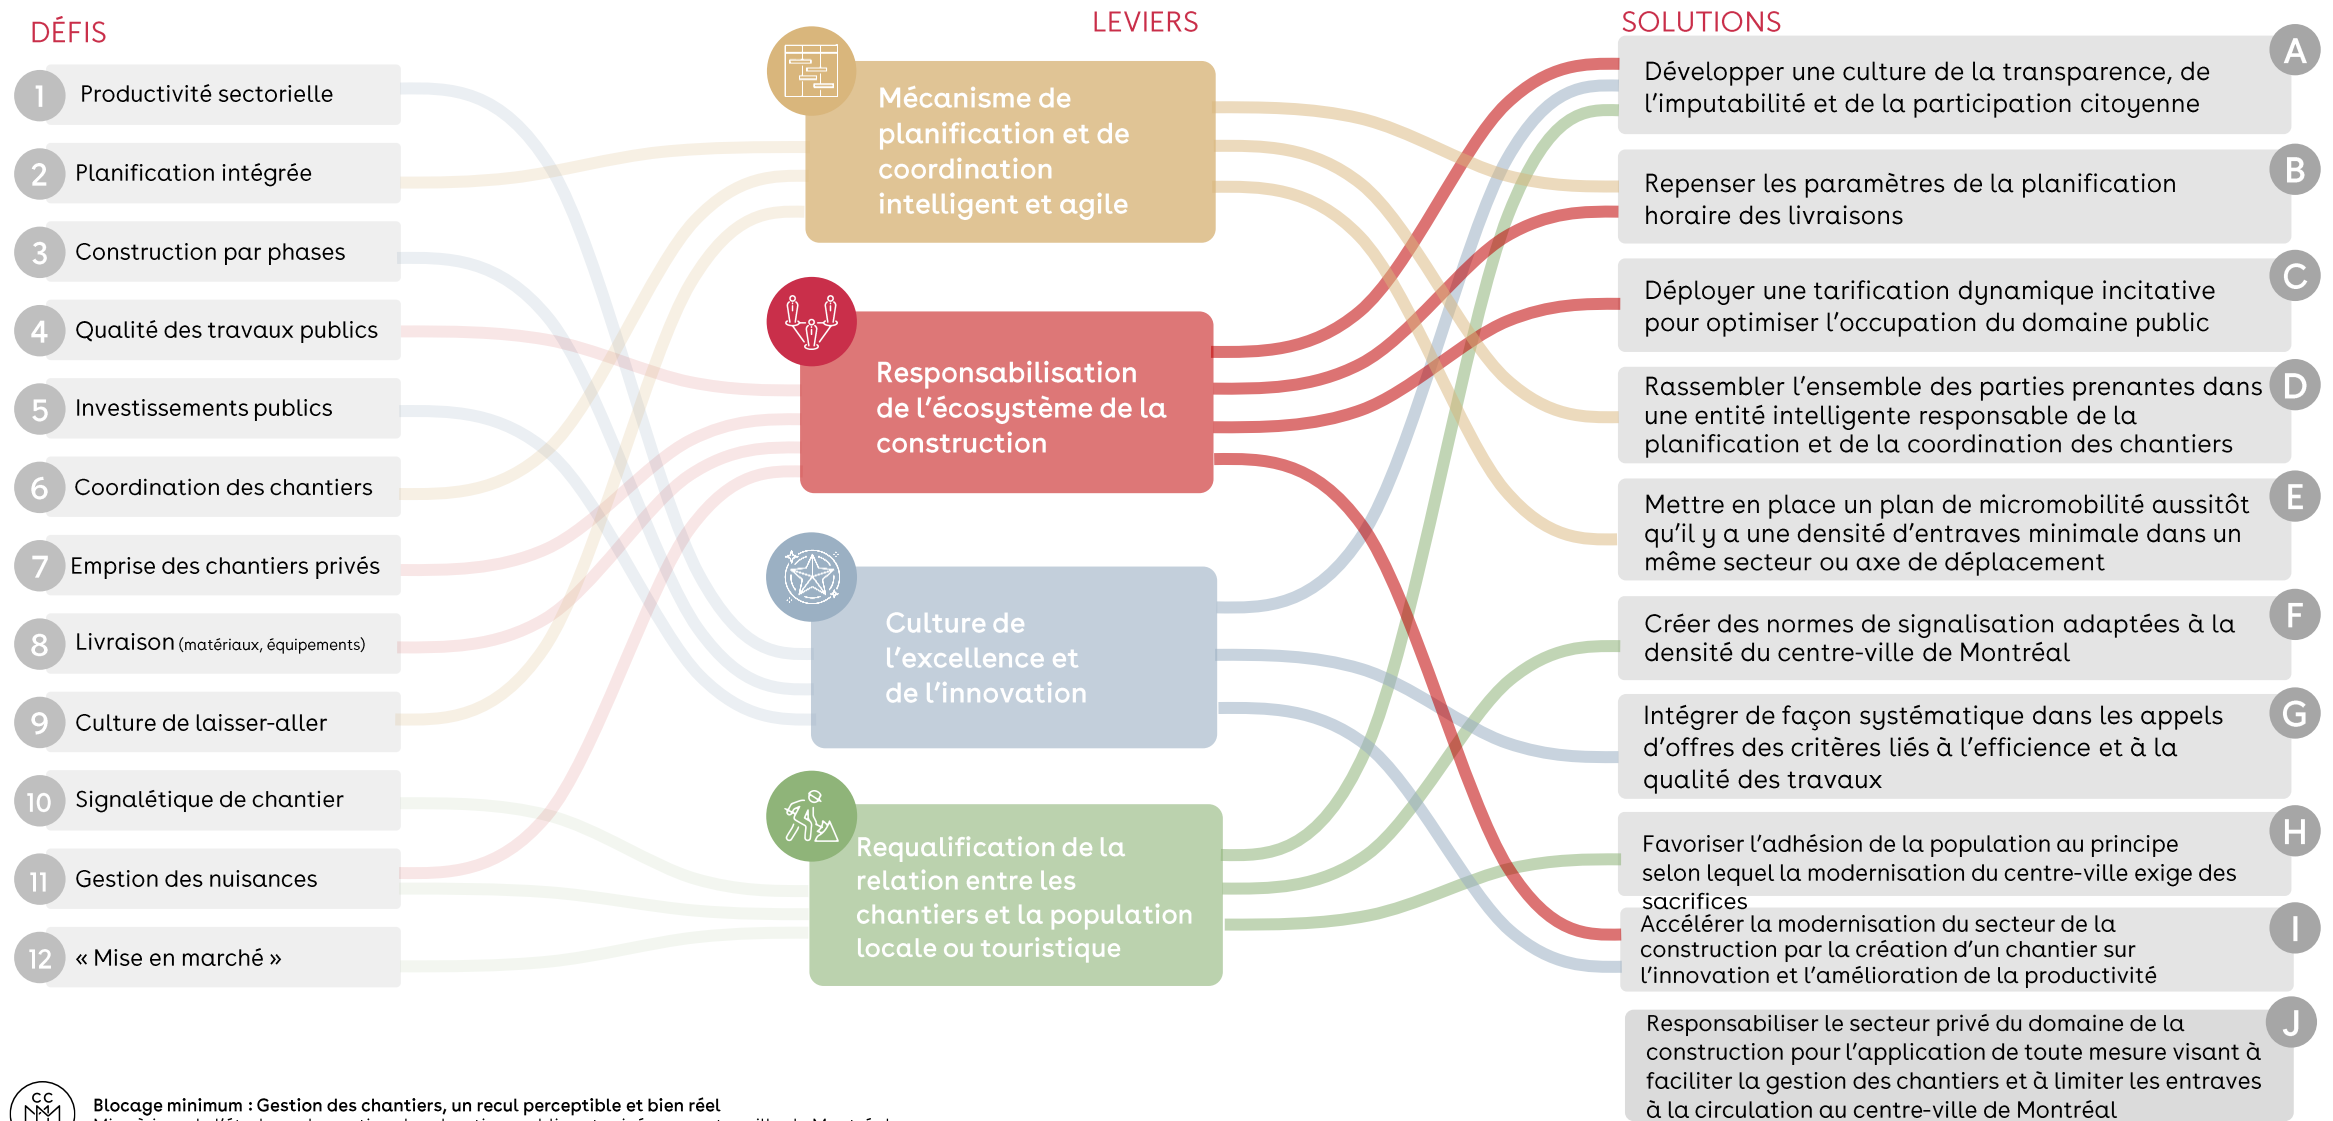 DÉFIS
1 Productivité sectorielle
2 Planification intégrée
3 Construction par phases
4 Qualité des travaux publics
5 Investissements publics
6 Coordination des chantiers
7 Emprise des chantiers privés
8 Livraison (matériaux, équipements)
9 Culture de laisser-aller
10 Signalétique de chantier
11 Gestion des nuisances
12 « Mise en marché »
LEVIERS
Mécanisme de
planification et de
coordination
intelligent et agile
Responsabilisation
de l'écosystème de la
construction
Culture de
l'excellence et
de l'innovation
Requalification de la
relation entre les
chantiers et la population
locale ou touristique
SOLUTIONS
A
Développer une culture de la transparence, de
l'imputabilité et de la participation citoyenne
B
Repenser les paramètres de la planification
horaire des livraisons
C
Déployer une tarification dynamique incitative
pour optimiser l'occupation du domaine public
D
Rassembler l'ensemble des parties prenantes dans
une entité intelligente responsable de la
planification et de la coordination des chantiers
E
Mettre en place un plan de micromobilité aussitôt
qu'il y a une densité d'entraves minimale dans un
même secteur ou axe de déplacement
F
Créer des normes de signalisation adaptées à la
densité du centre-ville de Montréal
G
Intégrer de façon systématique dans les appels
d'offres des critères liés à l'efficience et à la
qualité des travaux
H
Favoriser l'adhésion de la population au principe
selon lequel la modernisation du centre-ville exige des
sacrifices
I
Accélérer la modernisation du secteur de la
construction par la création d'un chantier sur
l'innovation et l'amélioration de la productivité
J
Responsabiliser le secteur privé du domaine de la
construction pour l'application de toute mesure visant à
faciliter la gestion des chantiers et à limiter les entraves
à la circulation au centre-ville de Montréal
CC
MM
Blocage minimum : Gestion des chantiers, un recul perceptible et bien réel